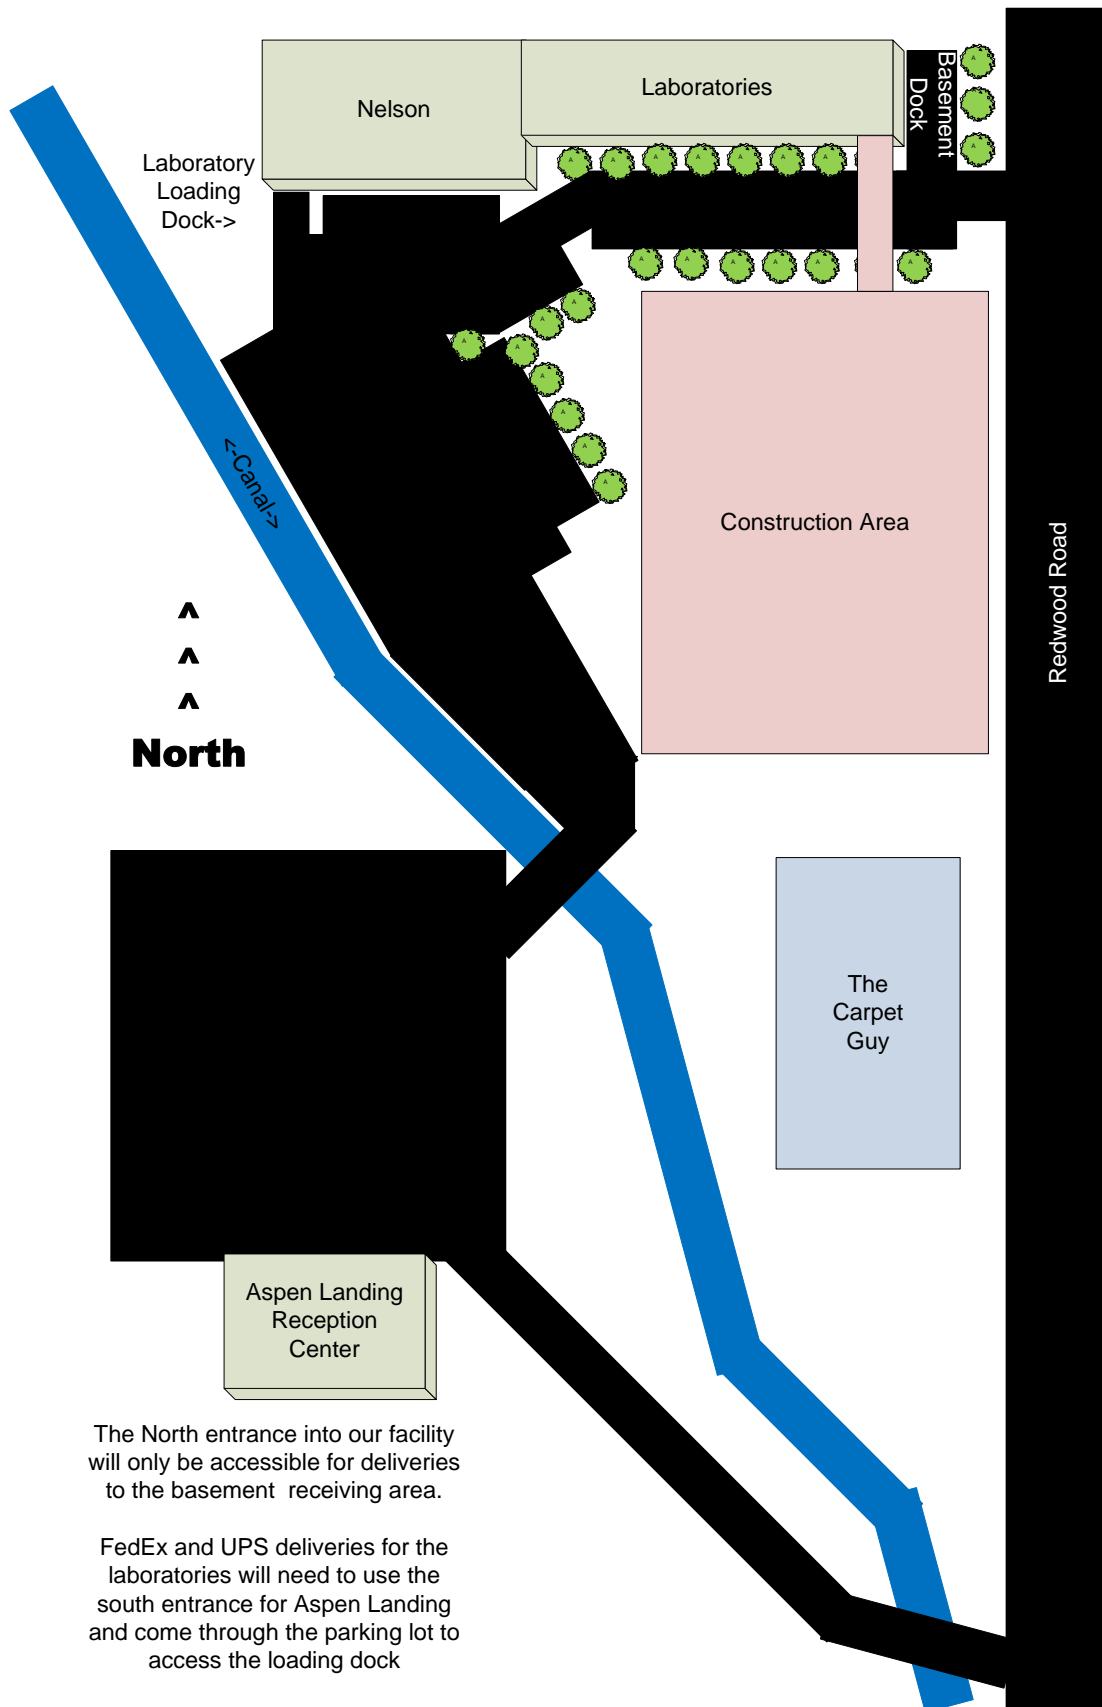 Nelson
Laboratories
Basement
Dock
Laboratory
Loading
Dock->
<-Canal->
Construction Area
Redwood Road
^
^
^
North
The
Carpet
Guy
Aspen Landing
Reception
Center
The North entrance into our facility
will only be accessible for deliveries
to the basement  receiving area.
FedEx and UPS deliveries for the
laboratories will need to use the
south entrance for Aspen Landing
and come through the parking lot to
access the loading dock